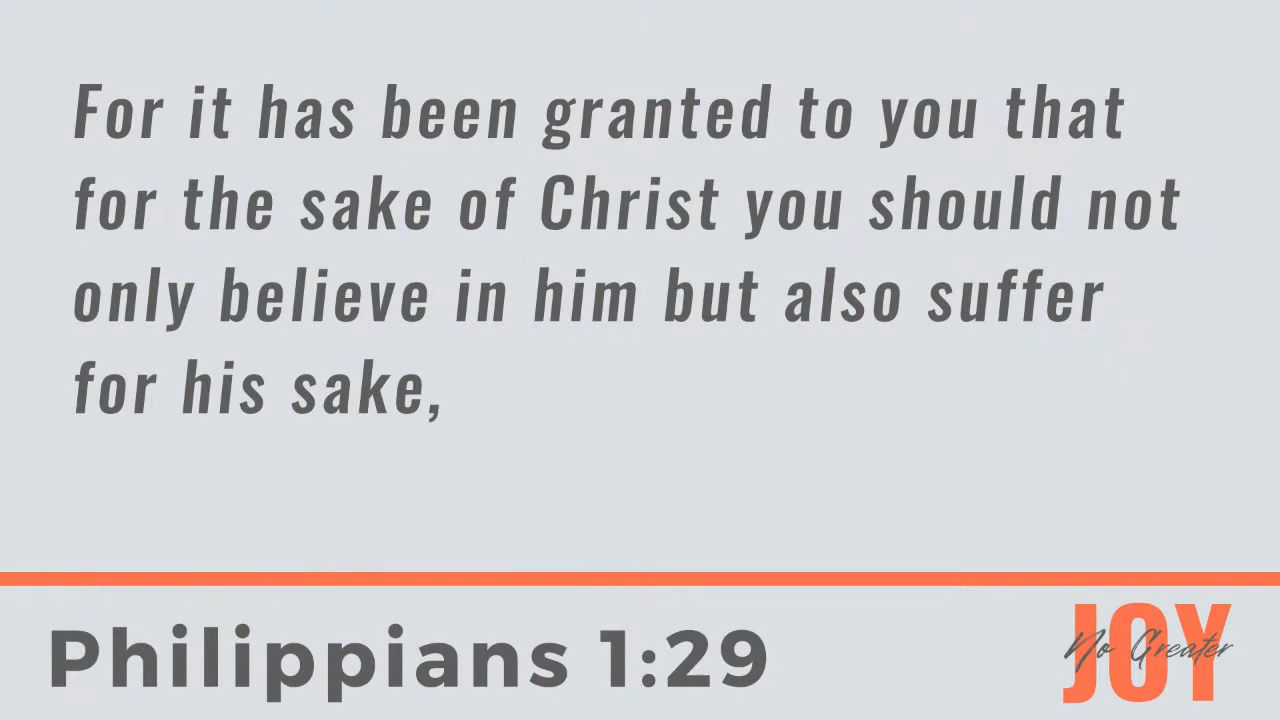 For it has been granted to you that
for the sake of Christ you should not
only believe in him but also suffer
for his sake,
Philippians 1:29
JOY
No Greater